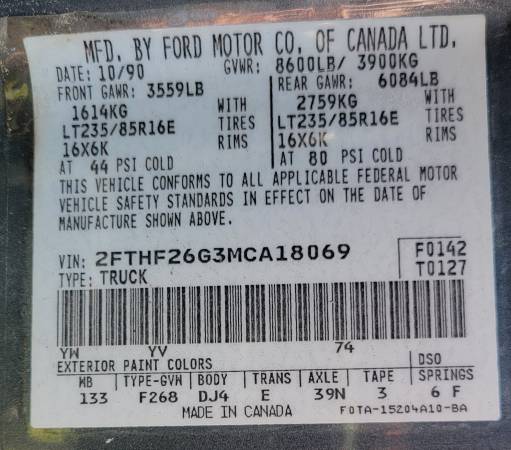 MFD. BY FORD MOTOR CO. OF CANADA LTD.
DATE: 10/90 GVWR: 8600LB/ 3900KG
FRONT GAWR: 3559LB REAR GAWR: 6084LB
1614KG WITH 2759KG WITH
LT235/85R16E TIRES LT235/85R16E TIRES
16X6K RIMS 16X6K RIMS
AT 44 PSI COLD AT 80 PSI COLD
THIS VEHICLE CONFORMS TO ALL APPLICABLE FEDERAL MOTOR
VEHICLE SAFETY STANDARDS IN EFFECT ON THE DATE OF
MANUFACTURE SHOWN ABOVE.
VIN: 2FTHF26G3MCA18069 F0142
TYPE: TRUCK T0127
YW YV 74
EXTERIOR PAINT COLORS DSO
WB TYPE-GVW BODY TRANS AXLE TAPE SPRINGS
133 F268 DJ4 E 39N 3 6 F
MADE IN CANADA F0TA-15204A10-BA